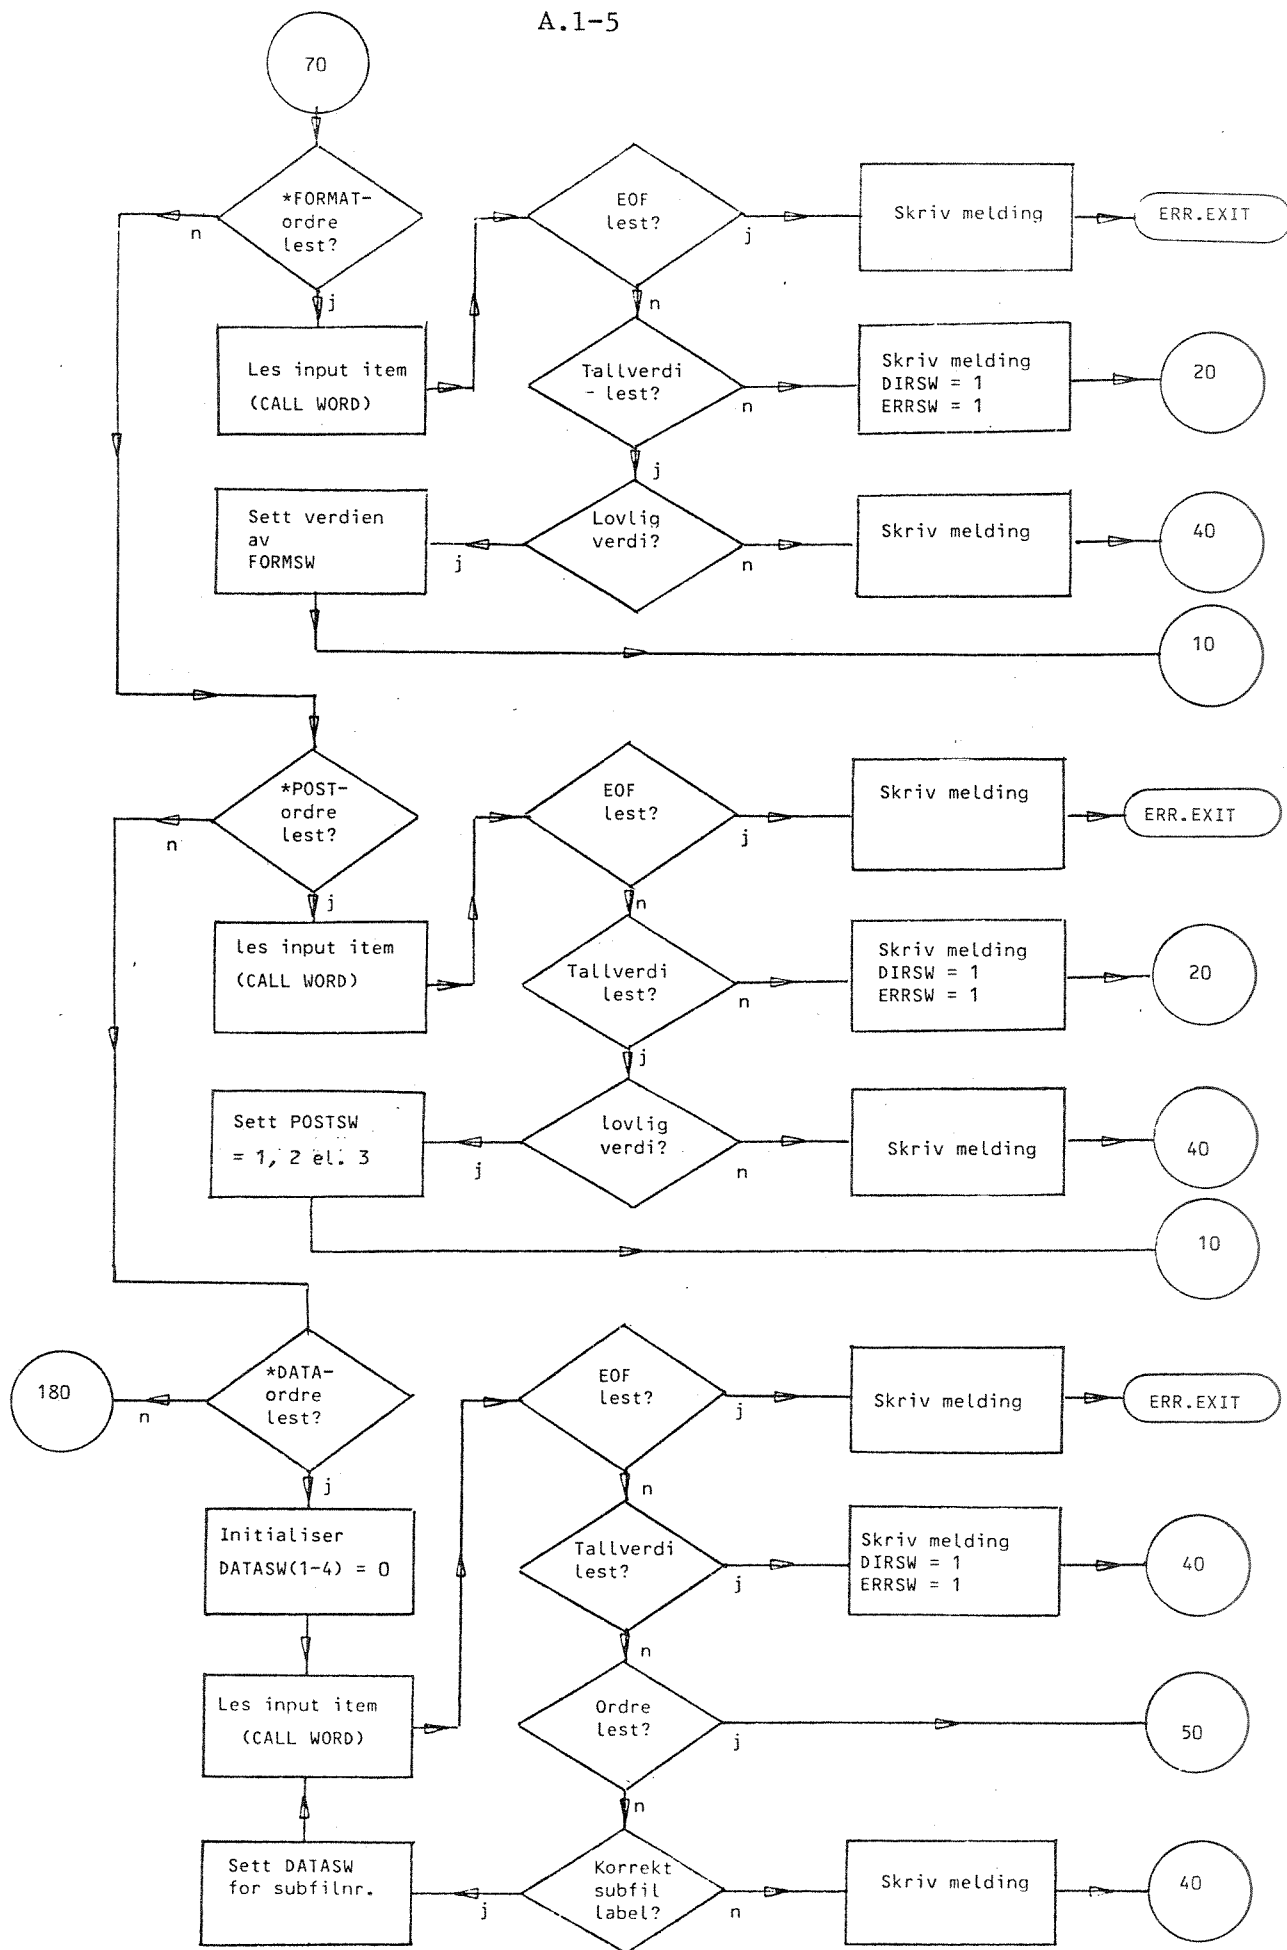 A.1-5
70
*FORMAT-
ordre
lest?
n
j
EOF
lest?
j
n
Skriv melding
ERR.EXIT
Les input item
(CALL WORD)
Tallverdi
- lest?
n
j
Skriv melding
DIRSW = 1
ERRSW = 1
20
Sett verdien
av
FORMSW
j
Lovlig
verdi?
n
Skriv melding
40
10
*POST-
ordre
lest?
n
j
EOF
lest?
j
n
Skriv melding
ERR.EXIT
les input item
(CALL WORD)
Tallverdi
lest?
n
j
Skriv melding
DIRSW = 1
ERRSW = 1
20
Sett POSTSW
= 1, 2 el. 3
j
lovlig
verdi?
n
Skriv melding
40
10
180
n
*DATA-
ordre
lest?
j
EOF
lest?
j
n
Skriv melding
ERR.EXIT
Initialiser
DATASW(1-4) = 0
Tallverdi
lest?
j
n
Skriv melding
DIRSW = 1
ERRSW = 1
40
Les input item
(CALL WORD)
Ordre
lest?
j
n
50
Sett DATASW
for subfilnr.
j
Korrekt
subfil
label?
n
Skriv melding
40